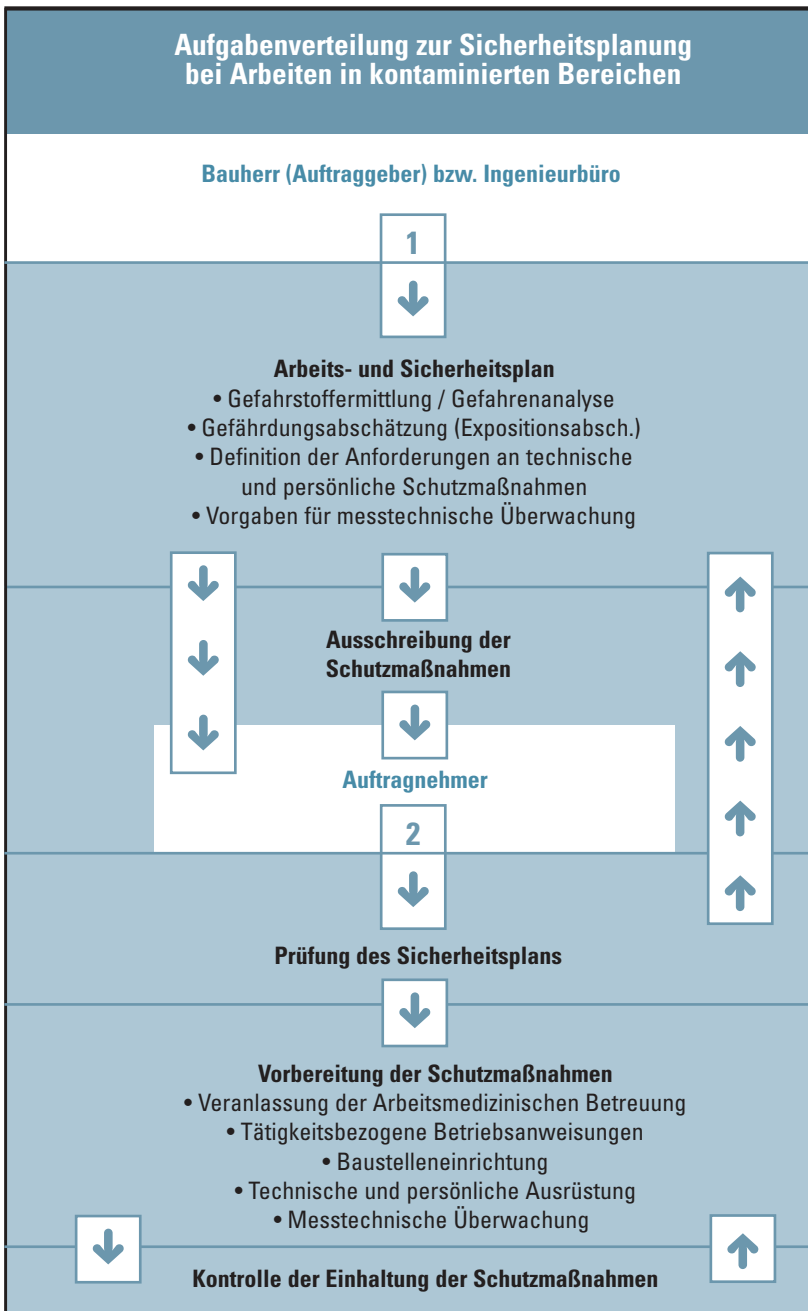 Aufgabenverteilung zur Sicherheitsplanung
bei Arbeiten in kontaminierten Bereichen
Bauherr (Auftraggeber) bzw. Ingenieurbüro
1
Arbeits- und Sicherheitsplan
• Gefahrstoffermittlung / Gefahrenanalyse
• Gefährdungsabschätzung (Expositionsabsch.)
• Definition der Anforderungen an technische
und persönliche Schutzmaßnahmen
• Vorgaben für messtechnische Überwachung
Ausschreibung der
Schutzmaßnahmen
Auftragnehmer
2
Prüfung des Sicherheitsplans
Vorbereitung der Schutzmaßnahmen
• Veranlassung der Arbeitsmedizinischen Betreuung
• Tätigkeitsbezogene Betriebsanweisungen
• Baustelleneinrichtung
• Technische und persönliche Ausrüstung
• Messtechnische Überwachung
Kontrolle der Einhaltung der Schutzmaßnahmen